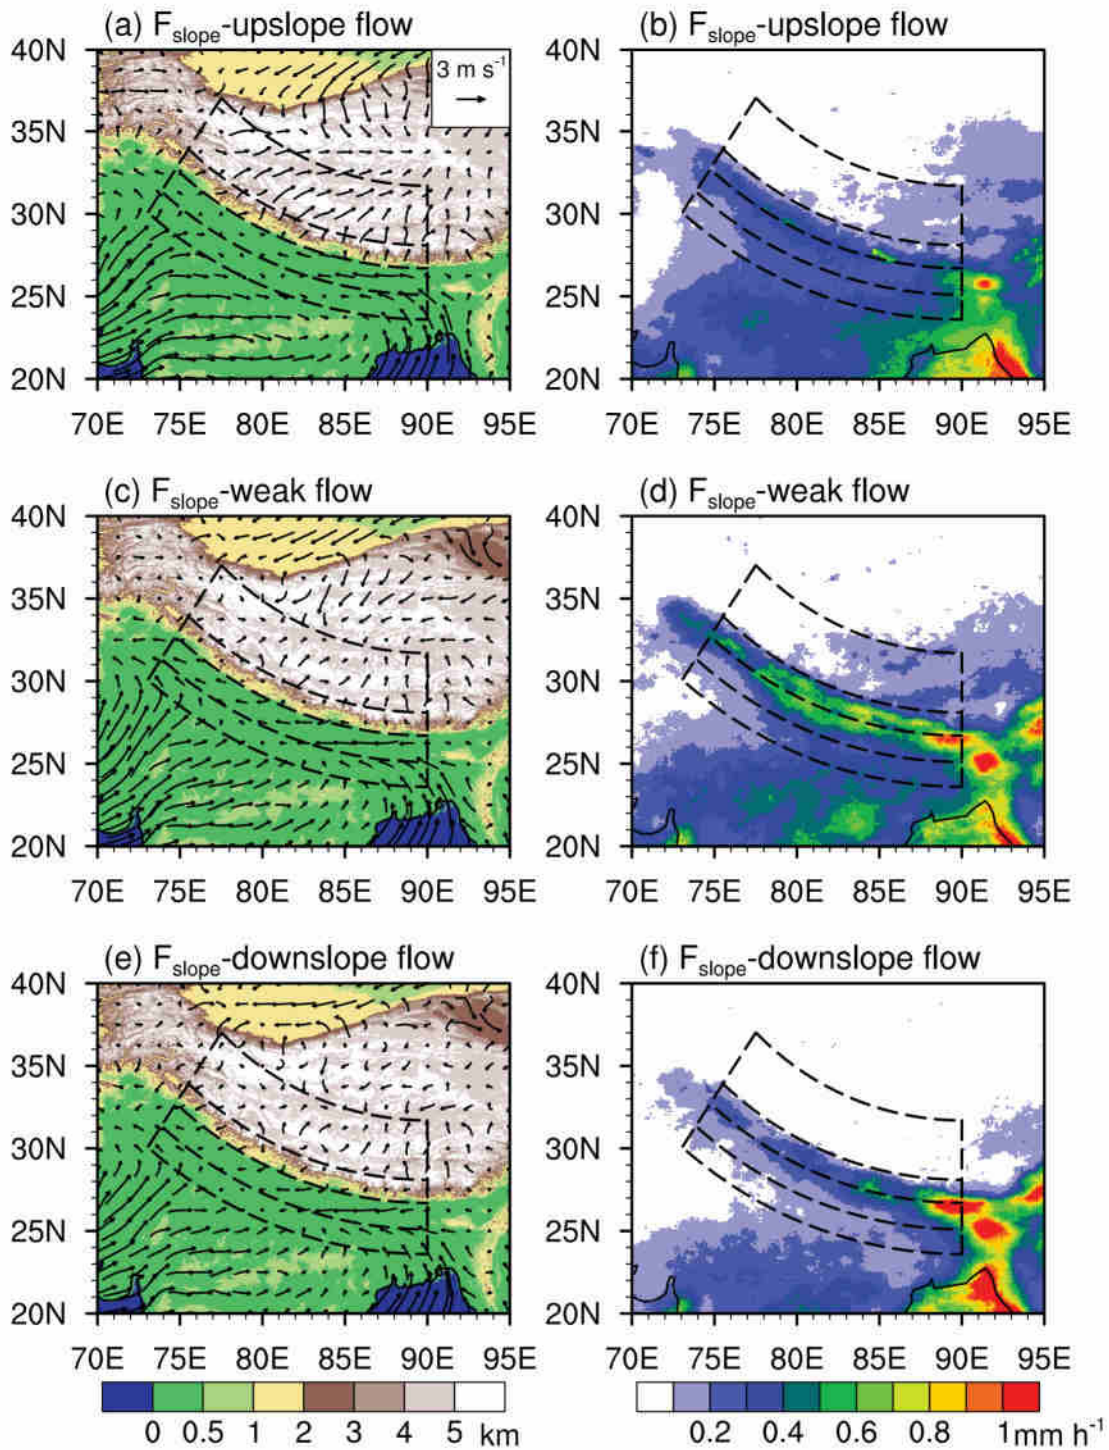 (a) Fslope-upslope flow
(b) Fslope-upslope flow
40N
35N
30N
25N
20N
3 m s-1
70E 75E 80E 85E 90E 95E
40N
35N
30N
25N
20N
70E 75E 80E 85E 90E 95E
(c) Fslope-weak flow
(d) Fslope-weak flow
40N
35N
30N
25N
20N
70E 75E 80E 85E 90E 95E
40N
35N
30N
25N
20N
70E 75E 80E 85E 90E 95E
(e) Fslope-downslope flow
(f) Fslope-downslope flow
40N
35N
30N
25N
20N
70E 75E 80E 85E 90E 95E
40N
35N
30N
25N
20N
70E 75E 80E 85E 90E 95E
0 0.5 1 2 3 4 5 km
0.2 0.4 0.6 0.8 1mm h-1